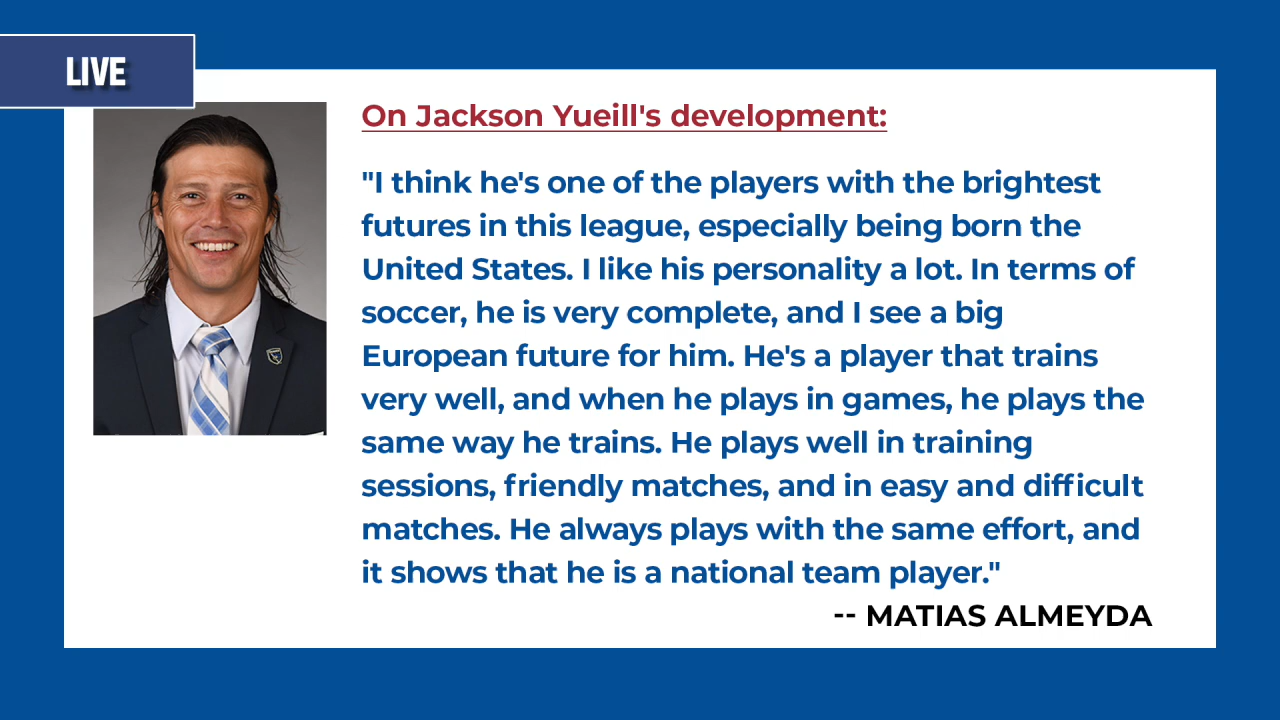 LIVE
On Jackson Yueill's development:
"I think he's one of the players with the brightest
futures in this league, especially being born the
United States. I like his personality a lot. In terms of
soccer, he is very complete, and I see a big
European future for him. He's a player that trains
very well, and when he plays in games, he plays the
same way he trains. He plays well in training
sessions, friendly matches, and in easy and difficult
matches. He always plays with the same effort, and
it shows that he is a national team player."
-- MATIAS ALMEYDA